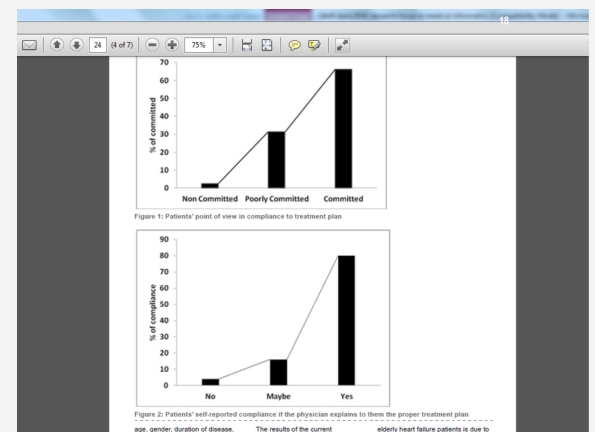 18
24 (4 of 7) 75%
70
60
50
40
30
20
10
0
% of committed
Non Committed Poorly Committed Committed
Figure 1: Patients' point of view in compliance to treatment plan
90
80
70
60
50
40
30
20
10
0
% of compliance
No Maybe Yes
Figure 2: Patients' self-reported compliance if the physician explains to them the proper treatment plan
age, gender, duration of disease,
The results of the current
elderly heart failure patients is due to